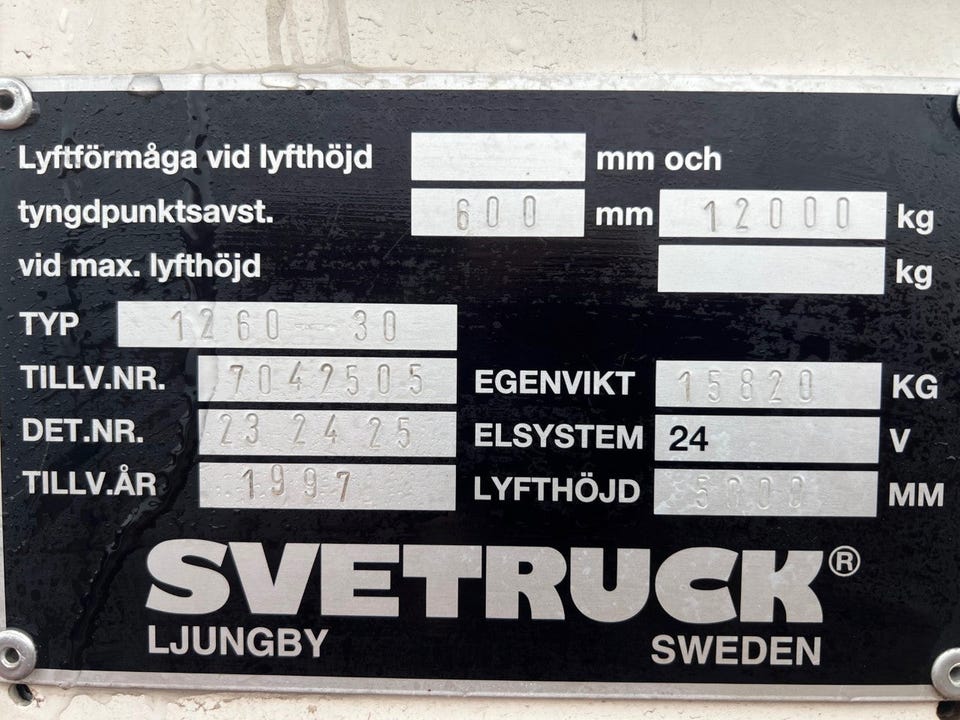 Lyftförmåga vid lyfthöjd mm och
tyngdpunktsavst. 600 mm 12000 kg
vid max. lyfthöjd kg
TYP 1260-30
TILLV.NR. 7042505 EGENVIKT 15820 KG
DET.NR. 23 24 25 ELSYSTEM 24 V
TILLV.ÅR 1997 LYFTHÖJD 5000 MM
SVETRUCK®
LJUNGBY SWEDEN